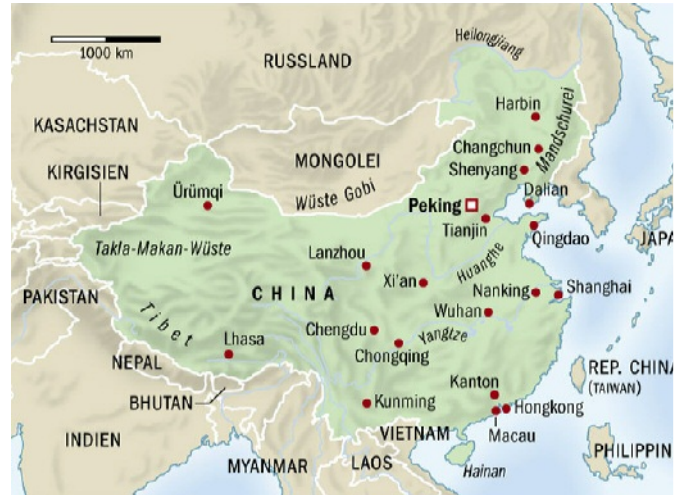 1000 km
RUSSLAND
Heilongjiang
Harbin
Mandschurei
KASACHSTAN
Changchun
MONGOLEI
Shenyang
KIRGISIEN
Ürümqi
Wüste Gobi
Peking
Dalian
Tianjin
Qingdao
JAPA
Takla-Makan-Wüste
Lanzhou
Huanghe
Xi'an
CHINA
Nanking
Shanghai
PAKISTAN
Tibet
Wuhan
Chengdu
Yangtze
Lhasa
Chongqing
NEPAL
REP. CHINA
(TAIWAN)
Kanton
BHUTAN
Kunming
Hongkong
Macau
INDIEN
VIETNAM
MYANMAR
LAOS
Hainan
PHILIPPIN